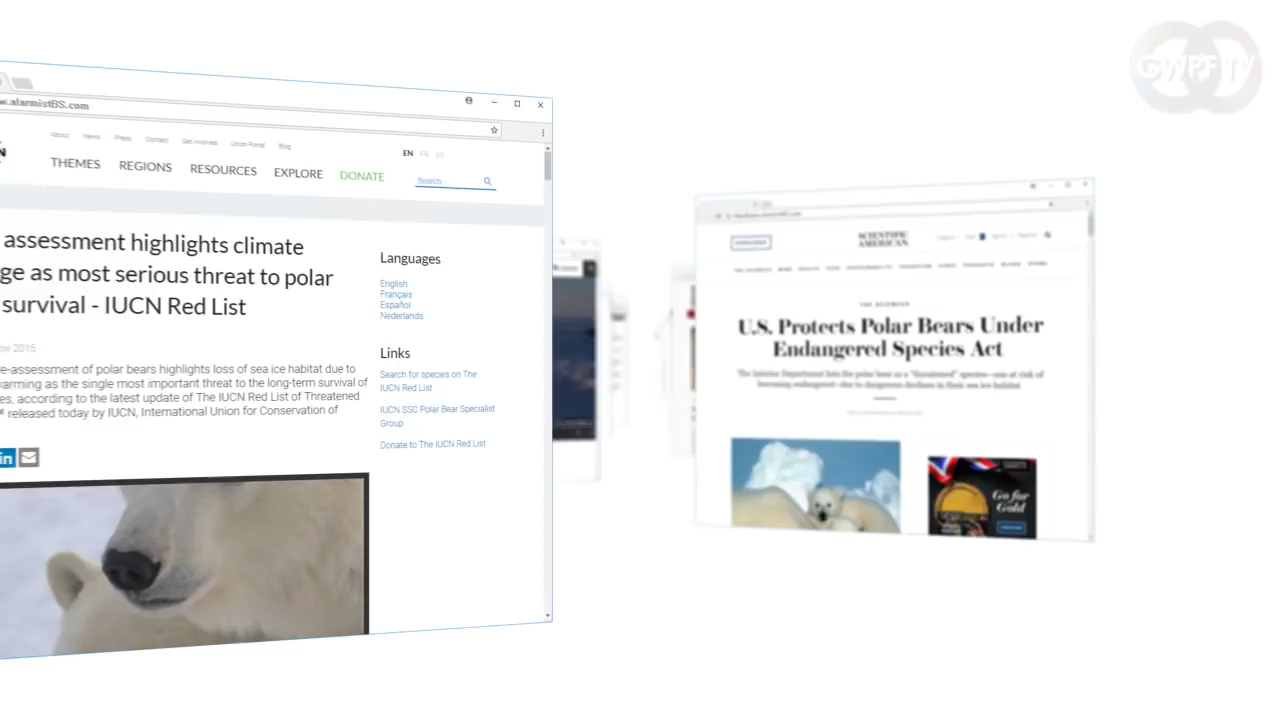 GWPF TV
w.alarmistBS.com
About News Press Contact Get involved Union Portal Blog
EN FR ES
N
THEMES REGIONS RESOURCES EXPLORE DONATE
Search
assessment highlights climate
ge as most serious threat to polar
survival - IUCN Red List
ov 2015
e-assessment of polar bears highlights loss of sea ice habitat due to
arming as the single most important threat to the long-term survival of
es, according to the latest update of The IUCN Red List of Threatened
released today by IUCN, International Union for Conservation of
in
Languages
English
Français
Español
Nederlands
Links
Search for species on The
IUCN Red List
IUCN SSC Polar Bear Specialist
Group
Donate to The IUCN Red List
SCIENTIFIC
AMERICAN
THE SCIENCES
U.S. Protects Polar Bears Under
Endangered Species Act
The Interior Department lists the polar bear as a "threatened" species—one at risk of
becoming endangered—due to dangerous declines in their sea ice habitat
Go for
Gold